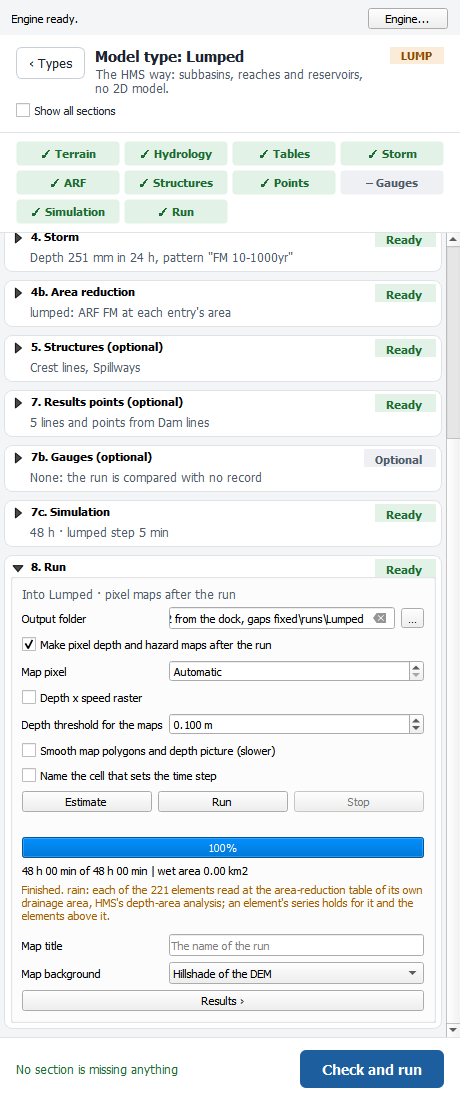 Engine ready.
Engine...
‹ Types
Model type: Lumped
LUMP
The HMS way: subbasins, reaches and reservoirs,
no 2D model.
Show all sections
✓ Terrain
✓ Hydrology
✓ Tables
✓ Storm
✓ ARF
✓ Structures
✓ Points
– Gauges
✓ Simulation
✓ Run
4. Storm
Ready
Depth 251 mm in 24 h, pattern "FM 10-1000yr"
4b. Area reduction
Ready
lumped: ARF FM at each entry's area
5. Structures (optional)
Ready
Crest lines, Spillways
7. Results points (optional)
Ready
5 lines and points from Dam lines
7b. Gauges (optional)
Optional
None: the run is compared with no record
7c. Simulation
Ready
48 h · lumped step 5 min
8. Run
Ready
Into Lumped · pixel maps after the run
Output folder
from the dock, gaps fixed\runs\Lumped
...
Make pixel depth and hazard maps after the run
Map pixel
Automatic
Depth x speed raster
Depth threshold for the maps
0.100 m
Smooth map polygons and depth picture (slower)
Name the cell that sets the time step
Estimate
Run
Stop
100%
48 h 00 min of 48 h 00 min | wet area 0.00 km2
Finished. rain: each of the 221 elements read at the area-reduction table of its own
drainage area, HMS's depth-area analysis; an element's series holds for it and the
elements above it.
Map title
The name of the run
Map background
Hillshade of the DEM
Results ›
No section is missing anything
Check and run